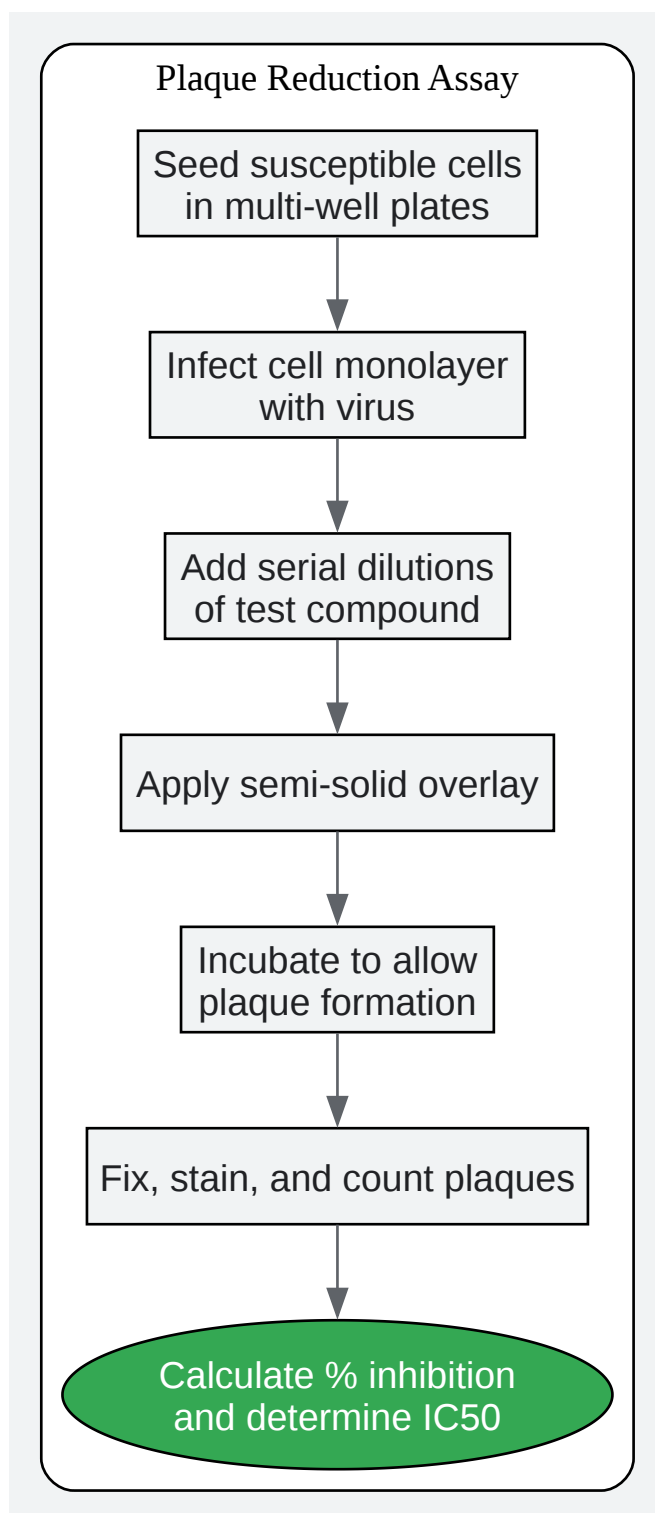 Plaque Reduction Assay
Seed susceptible cells
in multi-well plates
Infect cell monolayer
with virus
Add serial dilutions
of test compound
Apply semi-solid overlay
Incubate to allow
plaque formation
Fix, stain, and count plaques
Calculate % inhibition
and determine IC50